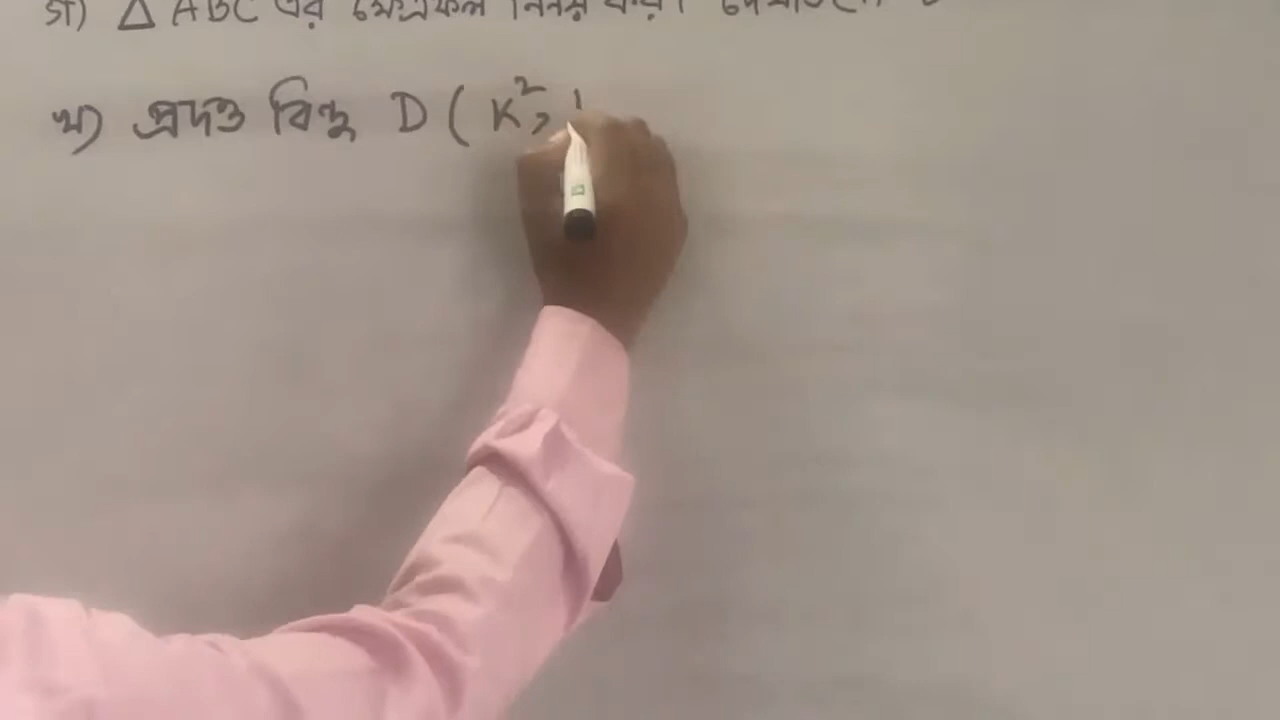 গ) △ ABC এর ক্ষেত্রফল নির্ণয় কর।
খ) প্রদত্ত বিন্দু D ( K²,